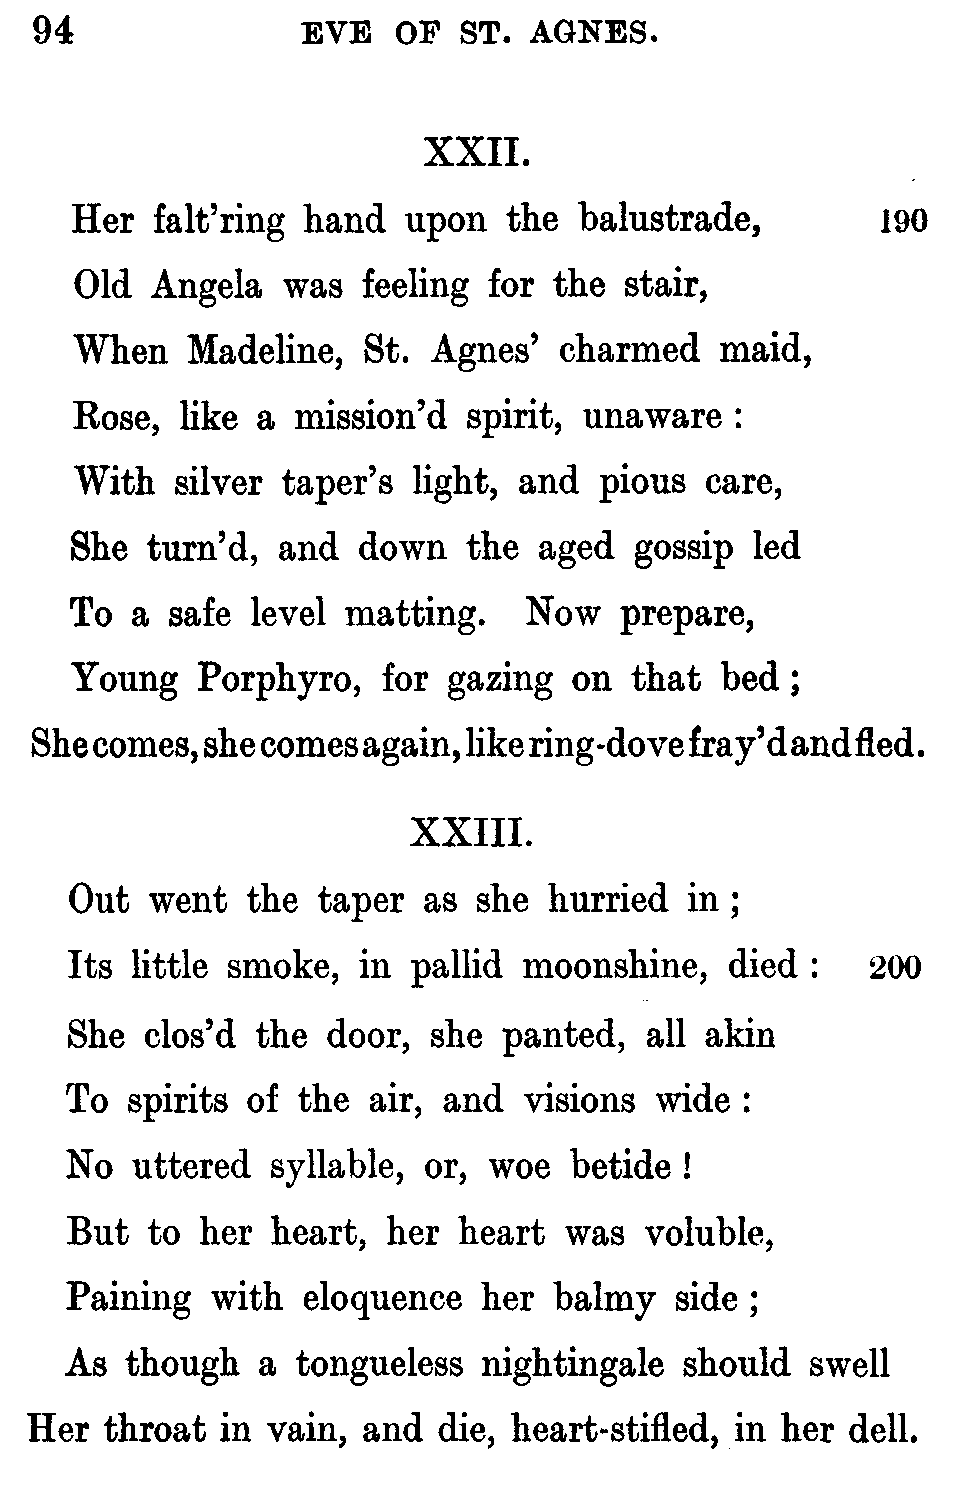 94 EVE OF ST. AGNES.
XXII.
Her falt’ring hand upon the balustrade, 190
Old Angela was feeling for the stair,
When Madeline, St. Agnes’ charmed maid,
Rose, like a mission’d spirit, unaware :
With silver taper’s light, and pious care,
She turn’d, and down the aged gossip led
To a safe level matting. Now prepare,
Young Porphyro, for gazing on that bed ;
She comes, she comes again, like ring-dove fray’d and fled.
XXIII.
Out went the taper as she hurried in ;
Its little smoke, in pallid moonshine, died : 200
She clos’d the door, she panted, all akin
To spirits of the air, and visions wide :
No uttered syllable, or, woe betide !
But to her heart, her heart was voluble,
Paining with eloquence her balmy side ;
As though a tongueless nightingale should swell
Her throat in vain, and die, heart-stifled, in her dell.